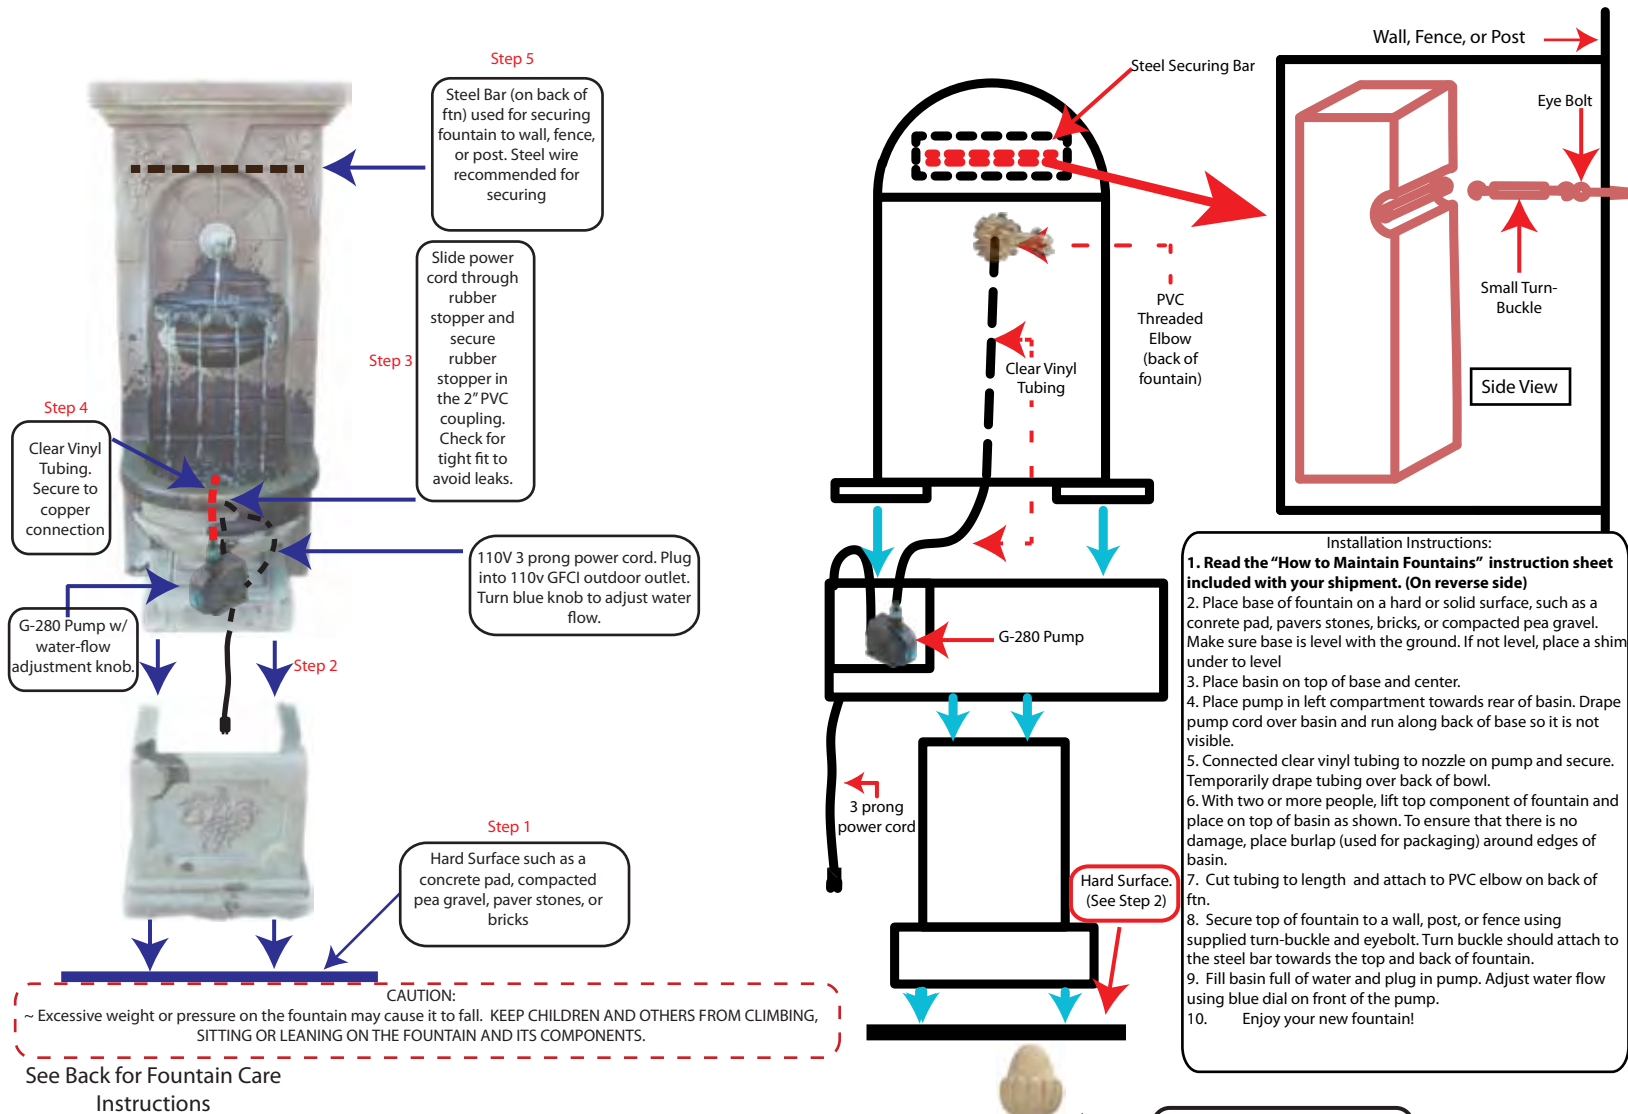 Step 5
Steel Bar (on back of
ftn) used for securing
fountain to wall, fence,
or post. Steel wire
recommended for
securing
Slide power
cord through
rubber
stopper and
secure
rubber
stopper in
the 2" PVC
coupling.
Check for
tight fit to
avoid leaks.
Step 3
Step 4
Clear Vinyl
Tubing.
Secure to
copper
connection
110V 3 prong power cord. Plug
into 110v GFCI outdoor outlet.
Turn blue knob to adjust water
flow.
G-280 Pump w/
water-flow
adjustment knob.
Step 2
Step 1
Hard Surface such as a
concrete pad, compacted
pea gravel, paver stones, or
bricks
CAUTION:
~ Excessive weight or pressure on the fountain may cause it to fall. KEEP CHILDREN AND OTHERS FROM CLIMBING,
SITTING OR LEANING ON THE FOUNTAIN AND ITS COMPONENTS.
See Back for Fountain Care
Instructions
Steel Securing Bar
PVC
Threaded
Elbow
(back of
fountain)
Clear Vinyl
Tubing
G-280 Pump
3 prong
power cord
Hard Surface.
(See Step 2)
Wall, Fence, or Post
Eye Bolt
Small Turn-
Buckle
Side View
Installation Instructions:
1. Read the “How to Maintain Fountains” instruction sheet
included with your shipment. (On reverse side)
2. Place base of fountain on a hard or solid surface, such as a
conrete pad, pavers stones, bricks, or compacted pea gravel.
Make sure base is level with the ground. If not level, place a shim
under to level
3. Place basin on top of base and center.
4. Place pump in left compartment towards rear of basin. Drape
pump cord over basin and run along back of base so it is not
visible.
5. Connected clear vinyl tubing to nozzle on pump and secure.
Temporarily drape tubing over back of bowl.
6. With two or more people, lift top component of fountain and
place on top of basin as shown. To ensure that there is no
damage, place burlap (used for packaging) around edges of
basin.
7. Cut tubing to length and attach to PVC elbow on back of
ftn.
8. Secure top of fountain to a wall, post, or fence using
supplied turn-buckle and eyebolt. Turn buckle should attach to
the steel bar towards the top and back of fountain.
9. Fill basin full of water and plug in pump. Adjust water flow
using blue dial on front of the pump.
10. Enjoy your new fountain!